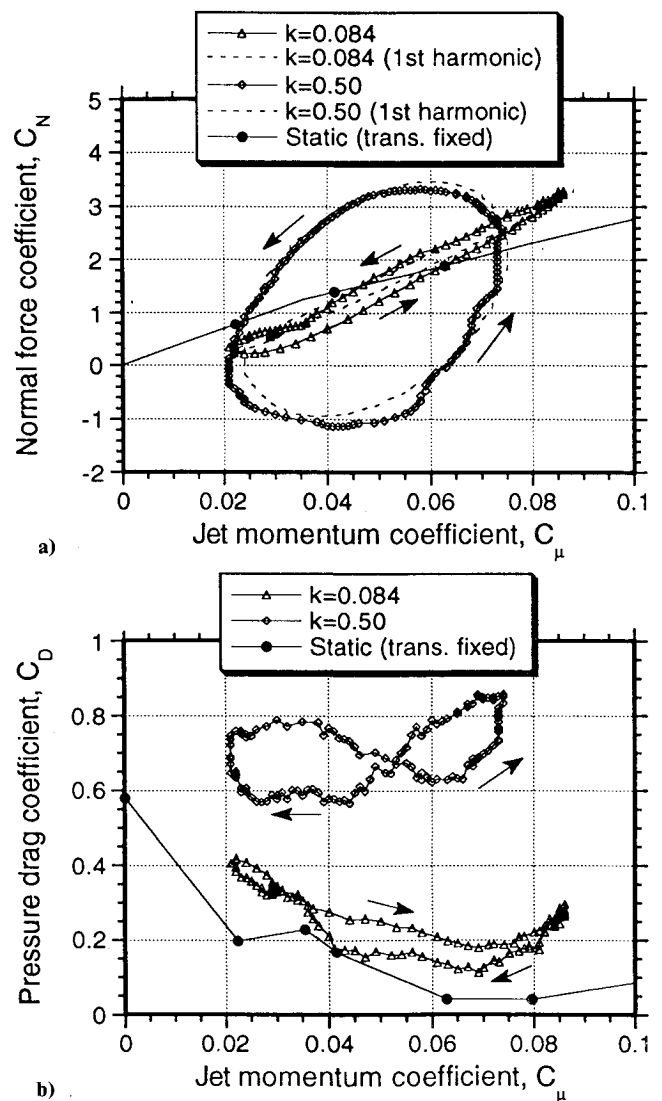 k=0.084
k=0.084 (1st harmonic)
k=0.50
k=0.50 (1st harmonic)
Static (trans. fixed)
5
4
3
2
1
0
-1
-2
Normal force coefficient, C_N
0 0.02 0.04 0.06 0.08 0.1
a) Jet momentum coefficient, C_μ
k=0.084
k=0.50
Static (trans. fixed)
1
0.8
0.6
0.4
0.2
0
Pressure drag coefficient, C_D
0 0.02 0.04 0.06 0.08 0.1
b) Jet momentum coefficient, C_μ